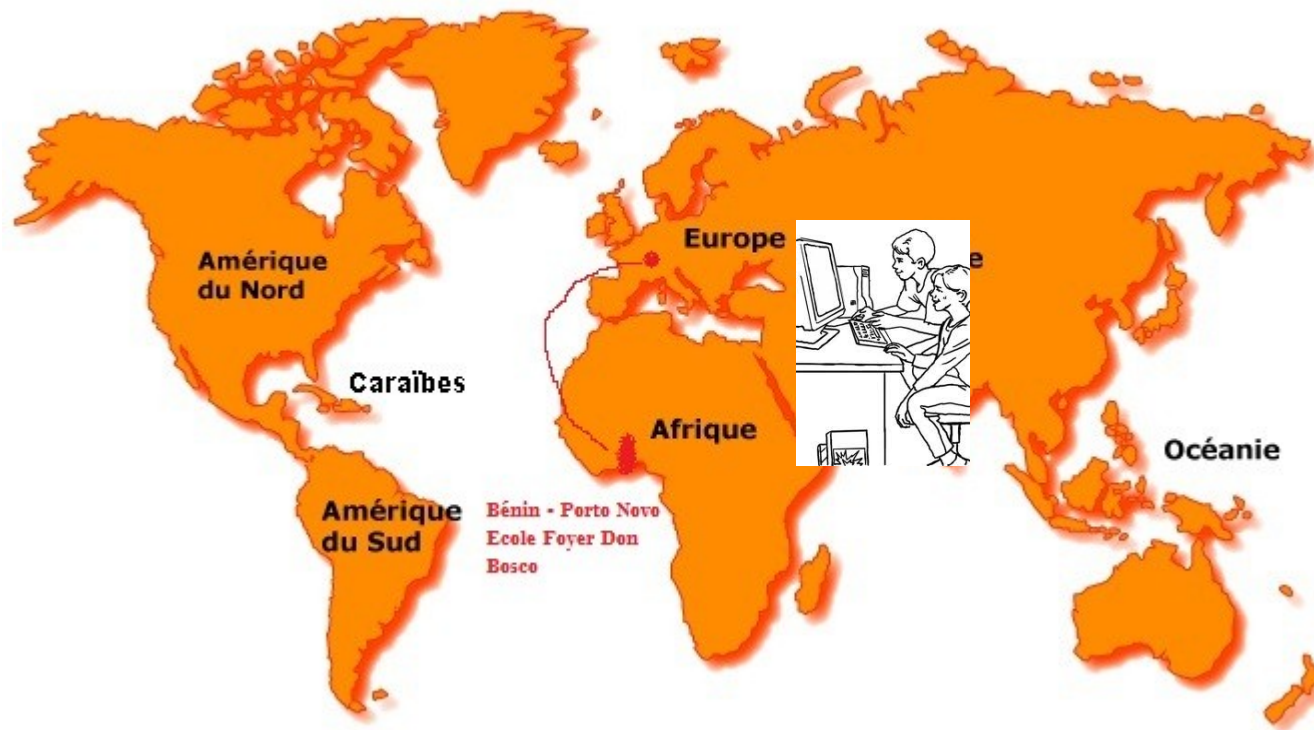 Amérique
du Nord
Europe
e
Caraïbes
Afrique
Océanie
Amérique
du Sud
Bénin - Porto Novo
Ecole Foyer Don
Bosco